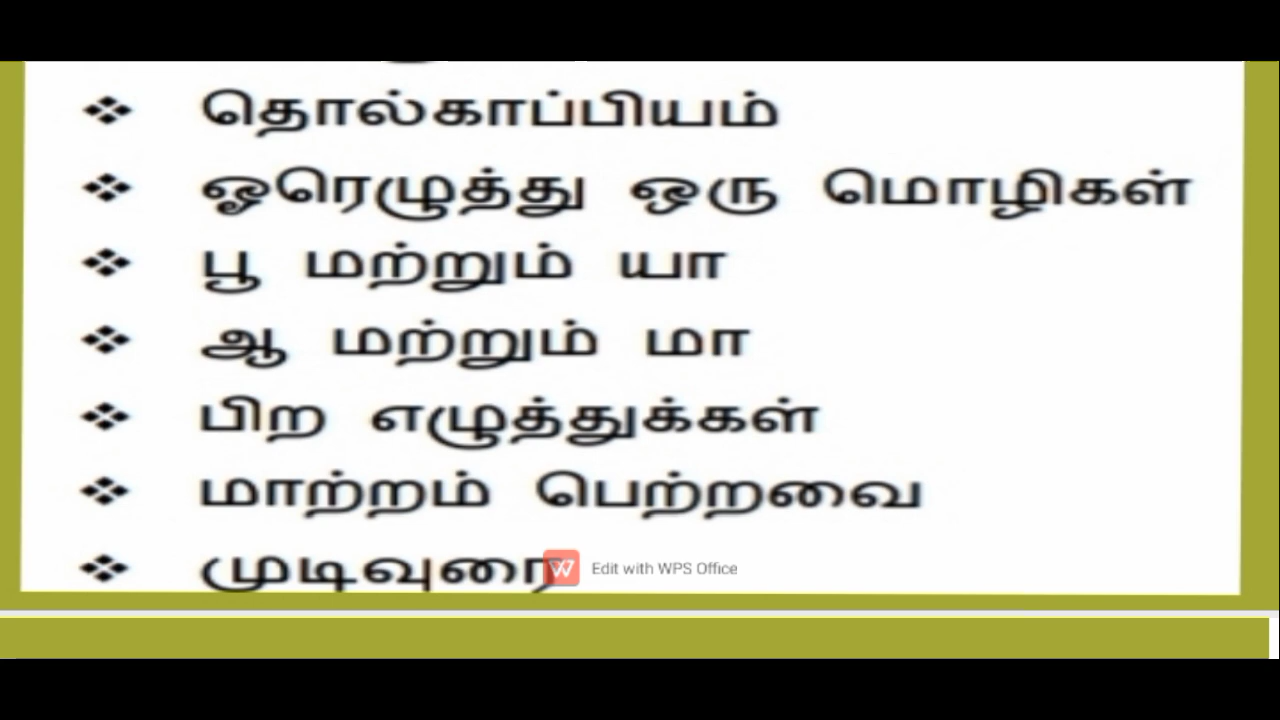 ❖ தொல்காப்பியம்
❖ ஓரெழுத்து ஒரு மொழிகள்
❖ பூ மற்றும் யா
❖ ஆ மற்றும் மா
❖ பிற எழுத்துக்கள்
❖ மாற்றம் பெற்றவை
❖ முடிவுரை
Edit with WPS Office